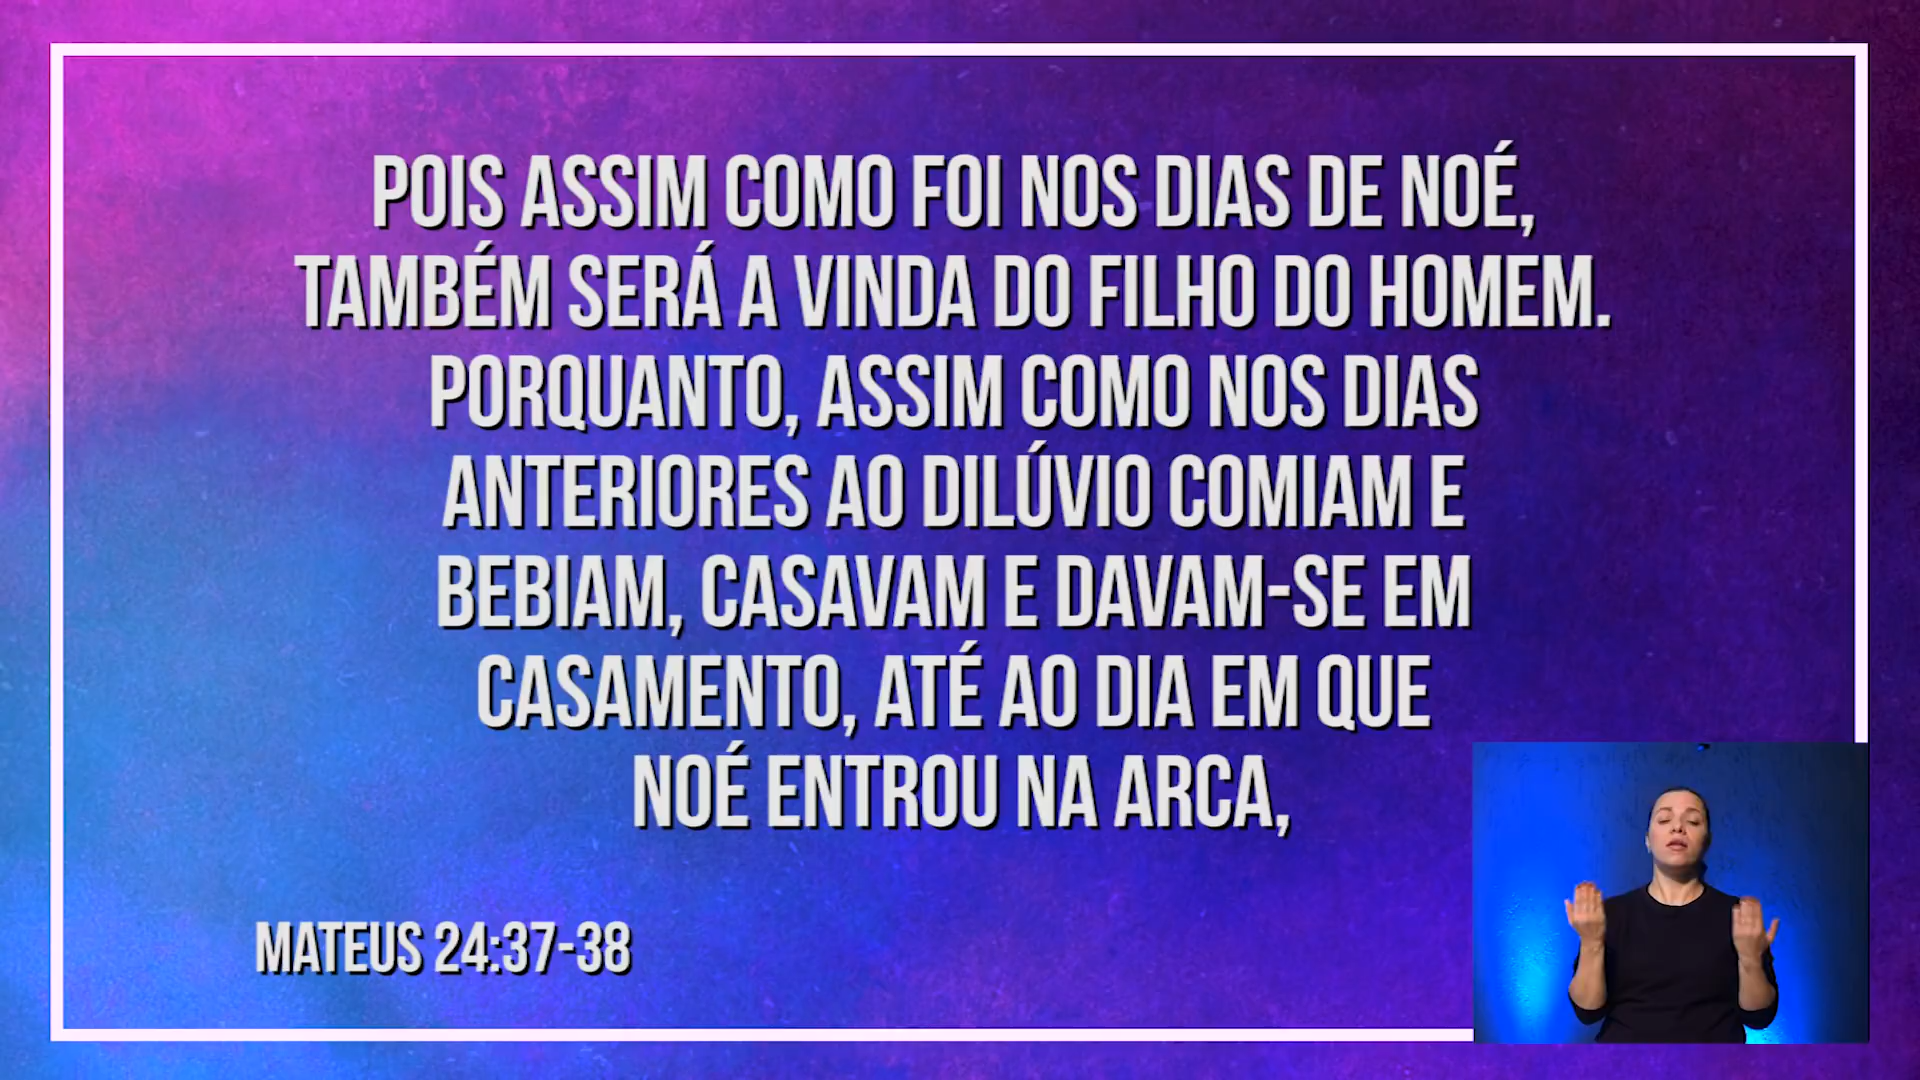 POIS ASSIM COMO FOI NOS DIAS DE NOÉ,
TAMBÉM SERÁ A VINDA DO FILHO DO HOMEM.
PORQUANTO, ASSIM COMO NOS DIAS
ANTERIORES AO DILÚVIO COMIAM E
BEBIAM, CASAVAM E DAVAM-SE EM
CASAMENTO, ATÉ AO DIA EM QUE
NOÉ ENTROU NA ARCA,
MATEUS 24:37-38